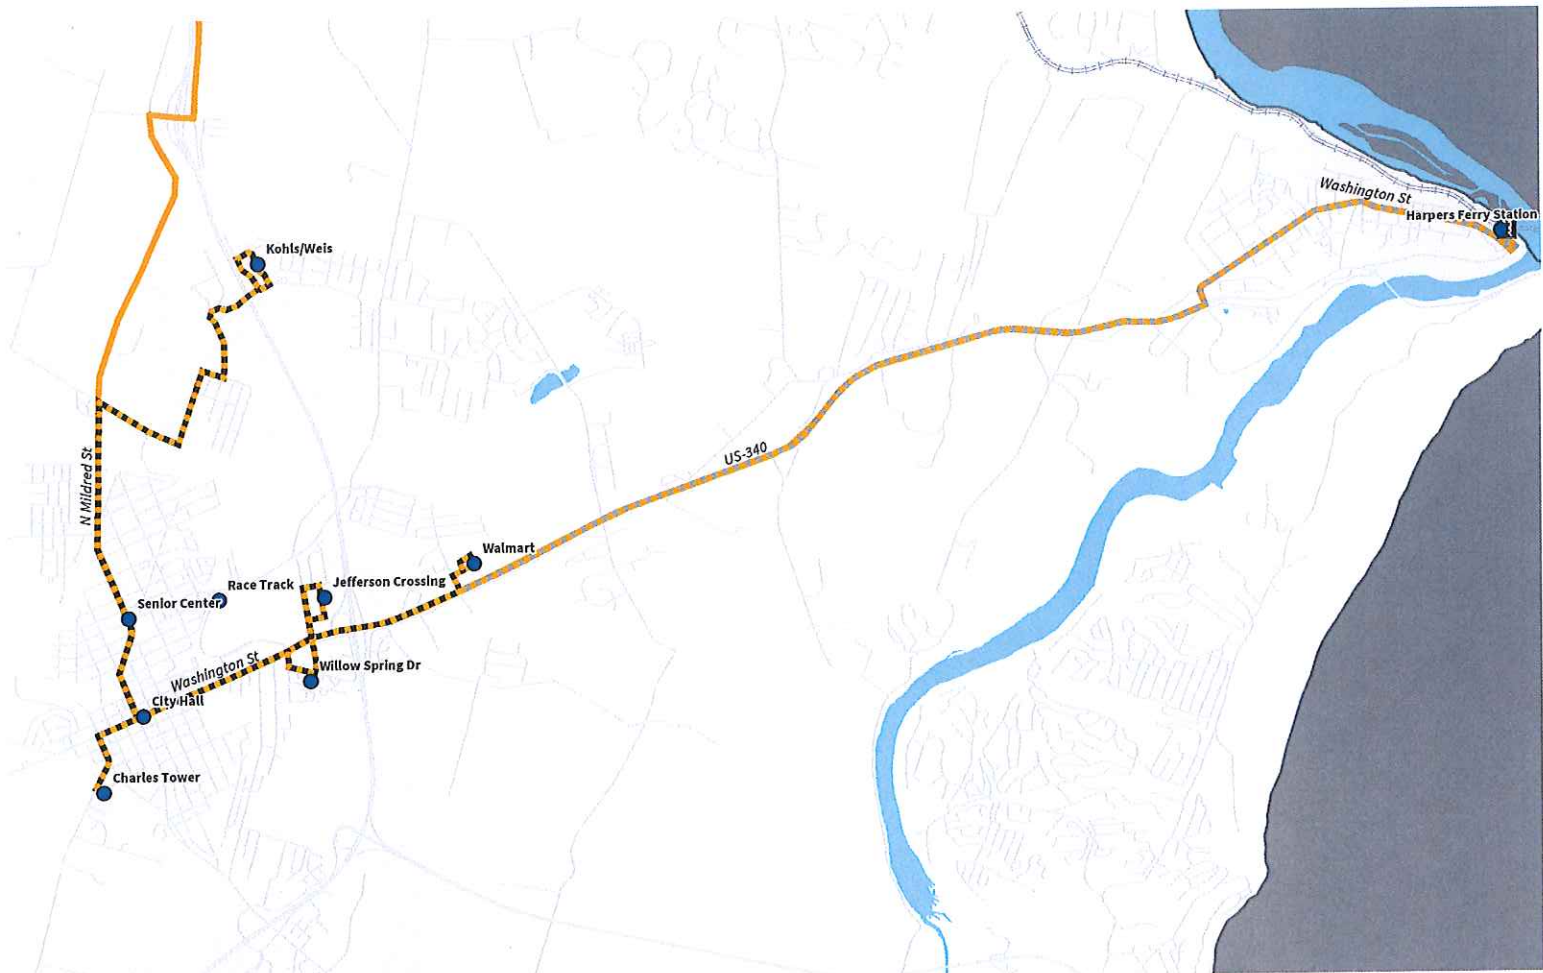 Washington St
Harpers Ferry Station
Kohls/Weis
US-340
N Mildred St
Walmart
Race Track
Jefferson Crossing
Senior Center
Washington St
Willow Spring Dr
City Hall
Charles Tower